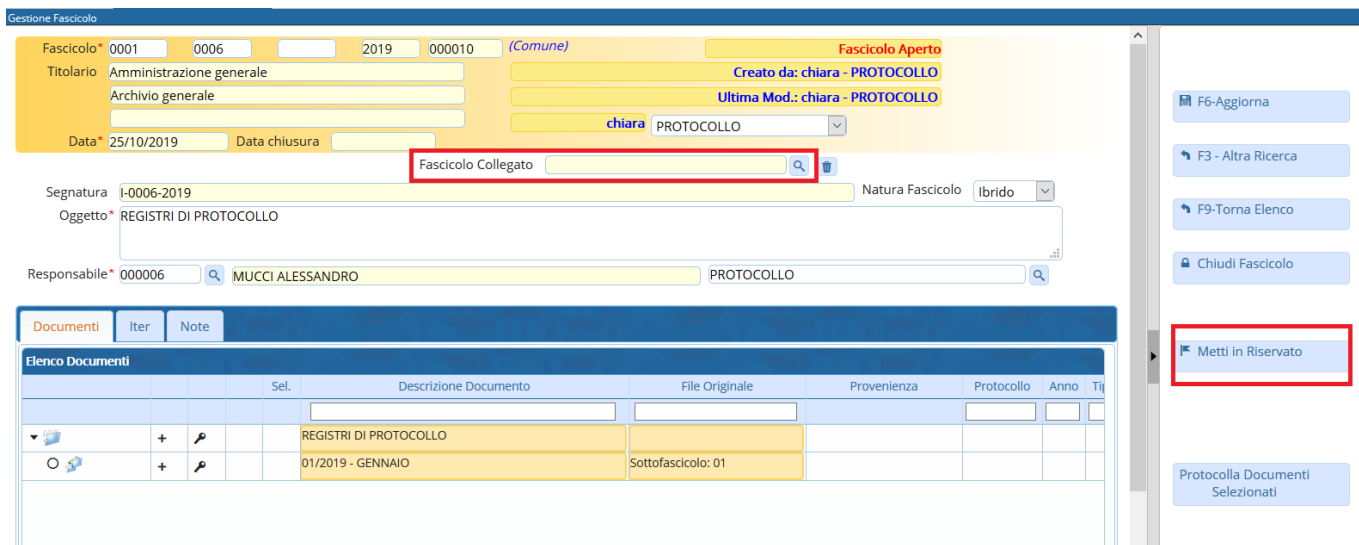 Gestione Fascicolo
Fascicolo* 0001 0006 2019 000010 (Comune) Fascicolo Aperto
Titolario Amministrazione generale Creato da: chiara - PROTOCOLLO
Archivio generale Ultima Mod.: chiara - PROTOCOLLO
chiara PROTOCOLLO
Data* 25/10/2019 Data chiusura
Fascicolo Collegato
Segnatura I-0006-2019 Natura Fascicolo Ibrido
Oggetto* REGISTRI DI PROTOCOLLO
Responsabile* 000006 MUCCI ALESSANDRO PROTOCOLLO
Documenti Iter Note
Elenco Documenti
Sel. Descrizione Documento File Originale Provenienza Protocollo Anno Ti
REGISTRI DI PROTOCOLLO
01/2019 - GENNAIO Sottofascicolo: 01
F6-Aggiorna
F3 - Altra Ricerca
F9-Torna Elenco
Chiudi Fascicolo
Metti in Riservato
Protocolla Documenti
Selezionati